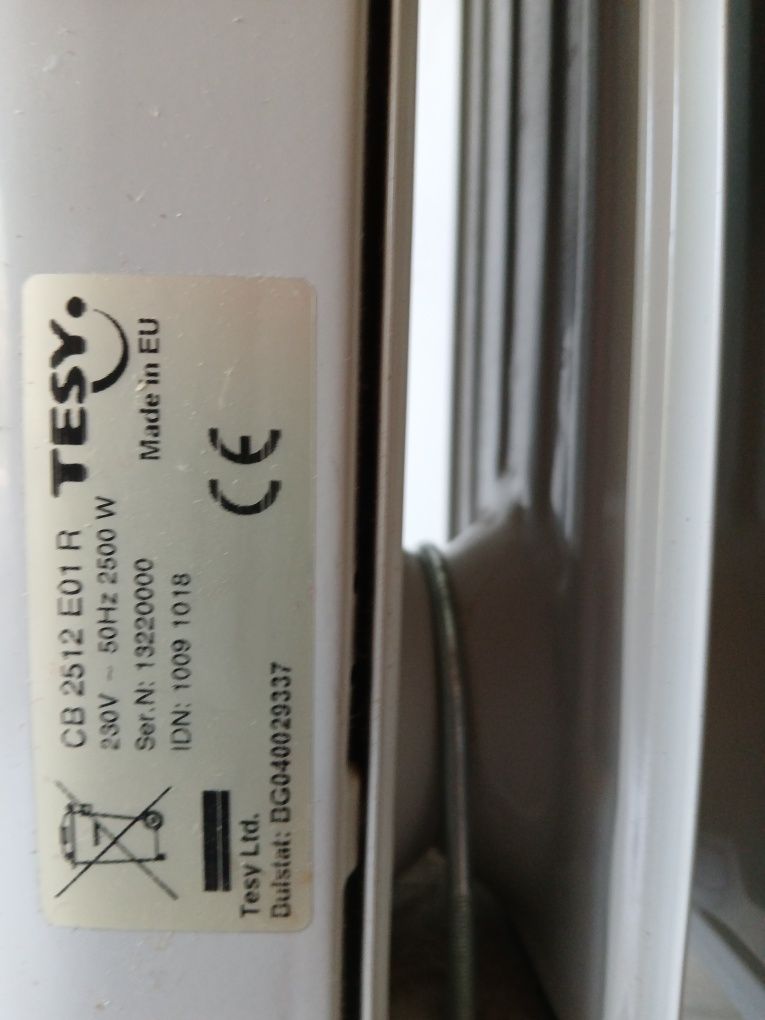 CB 2512 E01 R TESY
230V ~ 50Hz 2500 W
Made in EU
Ser.N: 13220000
IDN: 1009 1018
CE
Tesy Ltd.
Bulstat: BG040029337